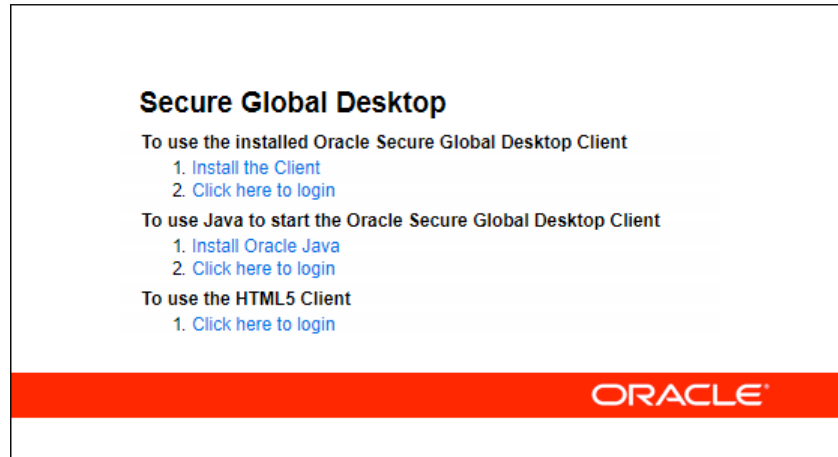 Secure Global Desktop
To use the installed Oracle Secure Global Desktop Client
1. Install the Client
2. Click here to login
To use Java to start the Oracle Secure Global Desktop Client
1. Install Oracle Java
2. Click here to login
To use the HTML5 Client
1. Click here to login
ORACLE